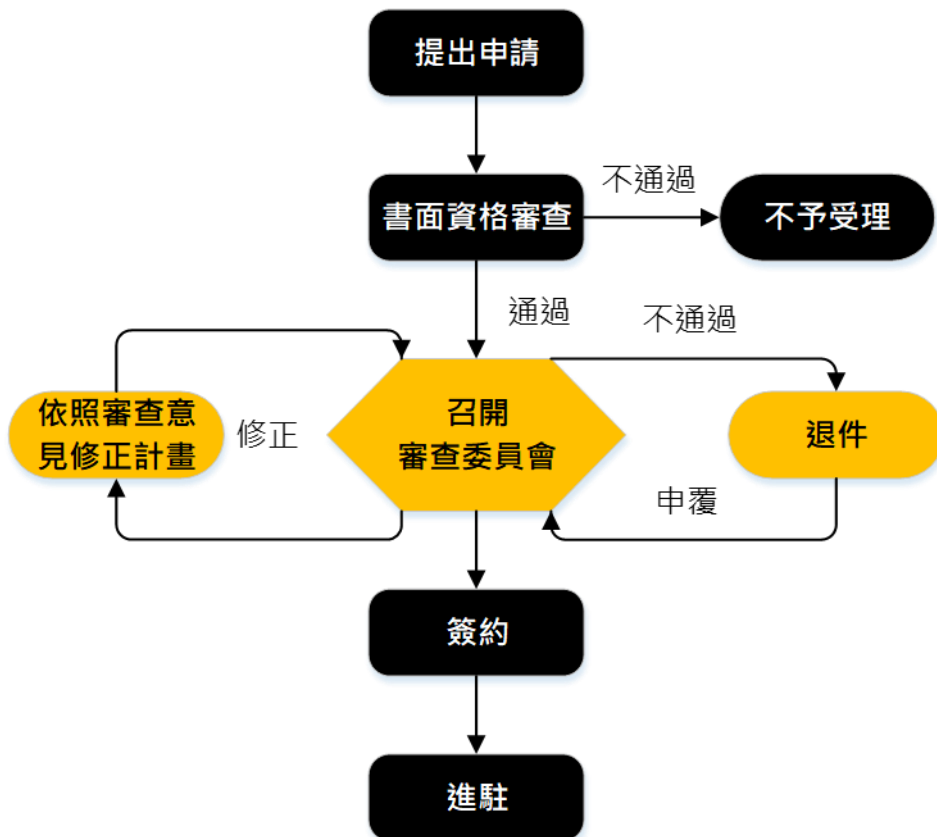 提出申請
不通過
書面資格審查
不予受理
通過
不通過
依照審查意
見修正計畫
修正
召開
審查委員會
退件
申覆
簽約
進駐